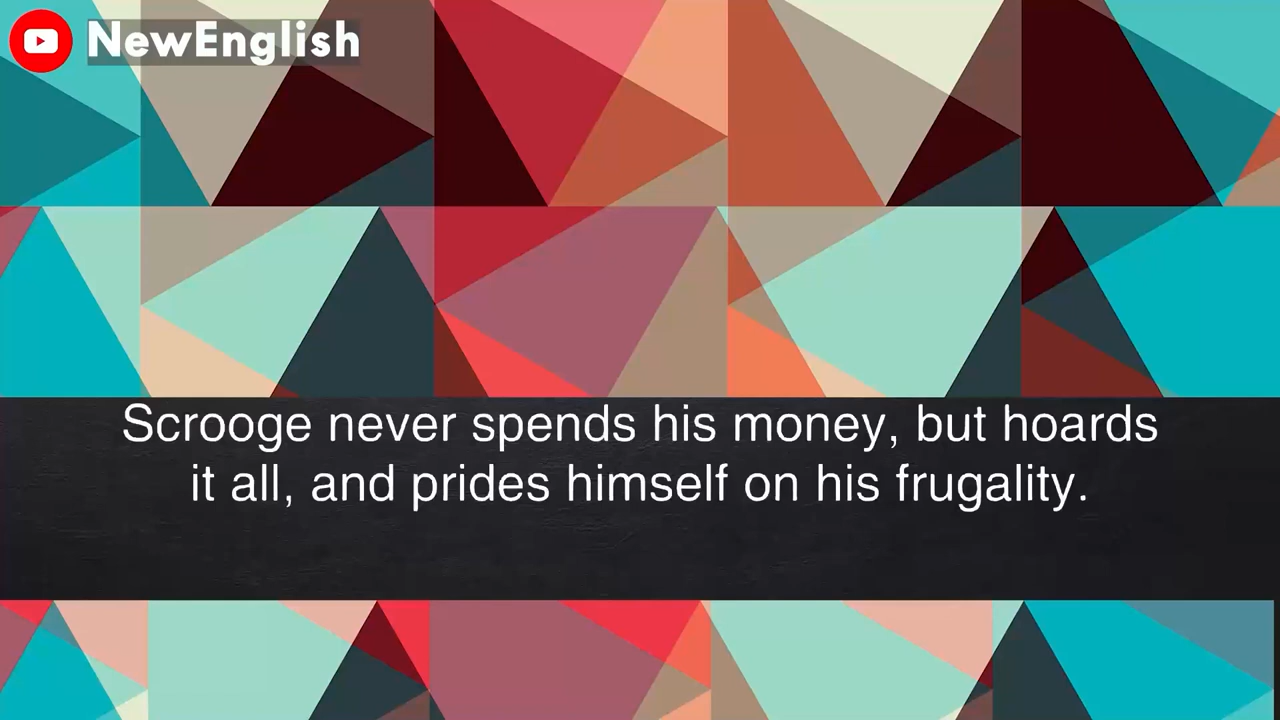 NewEnglish
Scrooge never spends his money, but hoards
it all, and prides himself on his frugality.